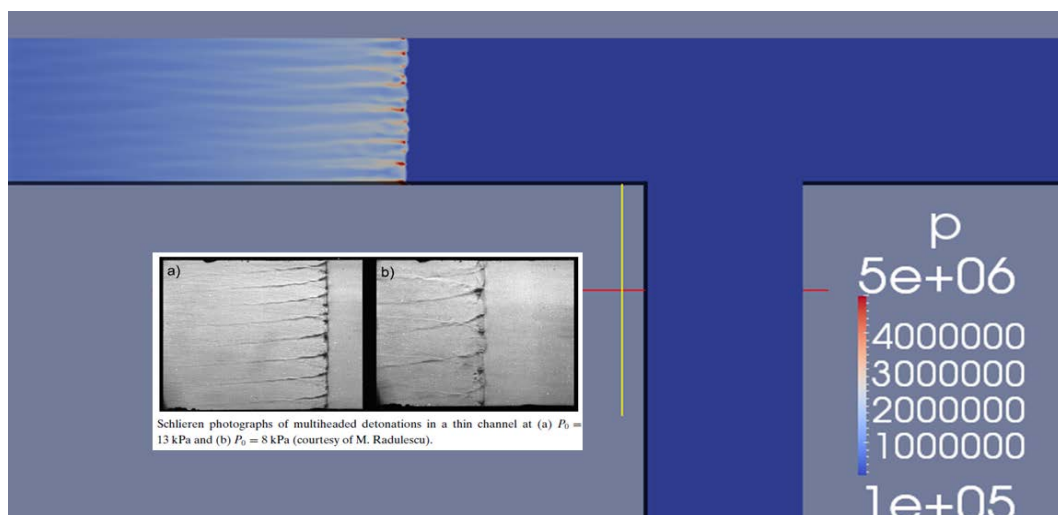 a)
b)
Schlieren photographs of multiheaded detonations in a thin channel at (a) P₀ =
13 kPa and (b) P₀ = 8 kPa (courtesy of M. Radulescu).
p
5e+06
4000000
3000000
2000000
1000000
1e+05